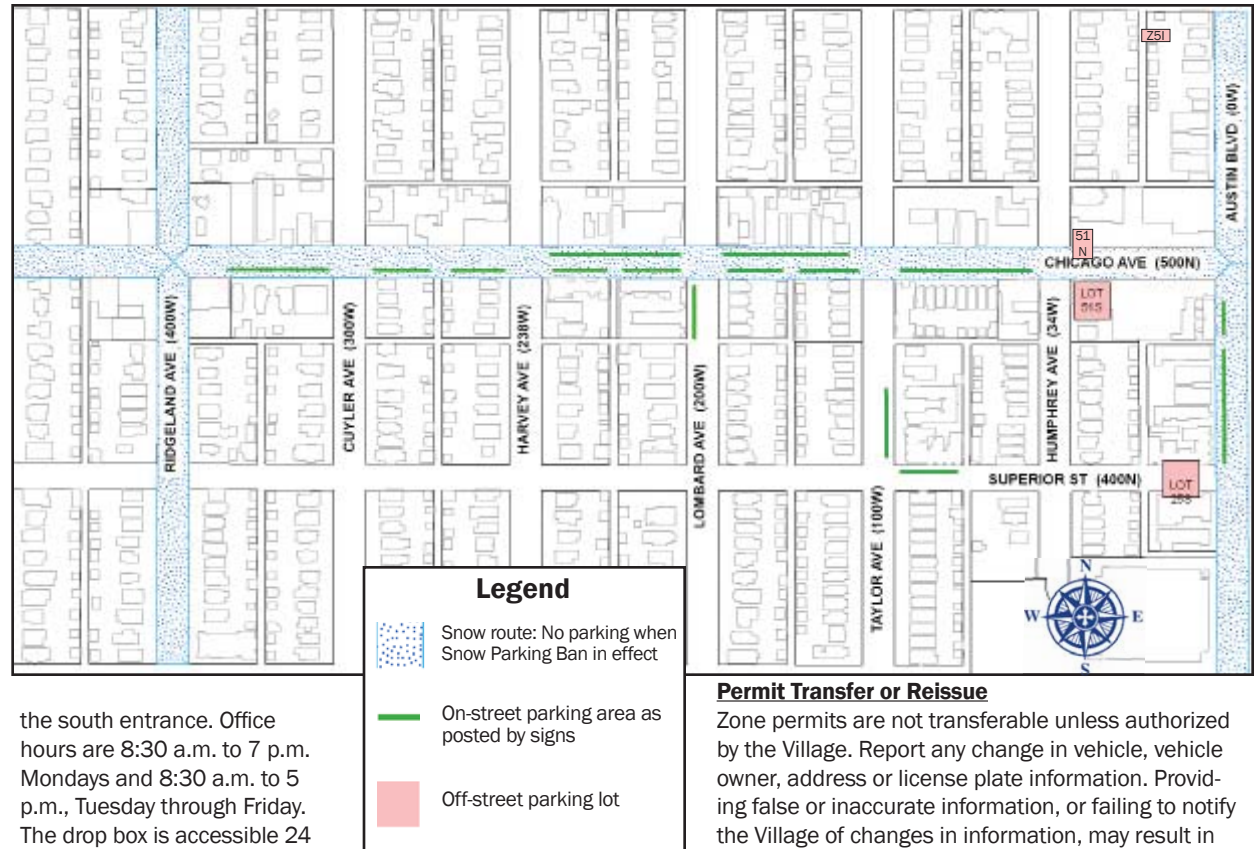 Z5I
AUSTIN BLVD (0W)
51
N
CHICAGO AVE (500N)
LOT
51S
RIDGELAND AVE (400W)
CUYLER AVE (300W)
HARVEY AVE (238W)
LOMBARD AVE (200W)
TAYLOR AVE (100W)
HUMPHREY AVE (34W)
SUPERIOR ST (400N)
LOT
25S
N
W
E
S
Legend
Snow route: No parking when
Snow Parking Ban in effect
On-street parking area as
posted by signs
Off-street parking lot
the south entrance. Office
hours are 8:30 a.m. to 7 p.m.
Mondays and 8:30 a.m. to 5
p.m., Tuesday through Friday.
The drop box is accessible 24
Permit Transfer or Reissue
Zone permits are not transferable unless authorized
by the Village. Report any change in vehicle, vehicle
owner, address or license plate information. Provid-
ing false or inaccurate information, or failing to notify
the Village of changes in information, may result in